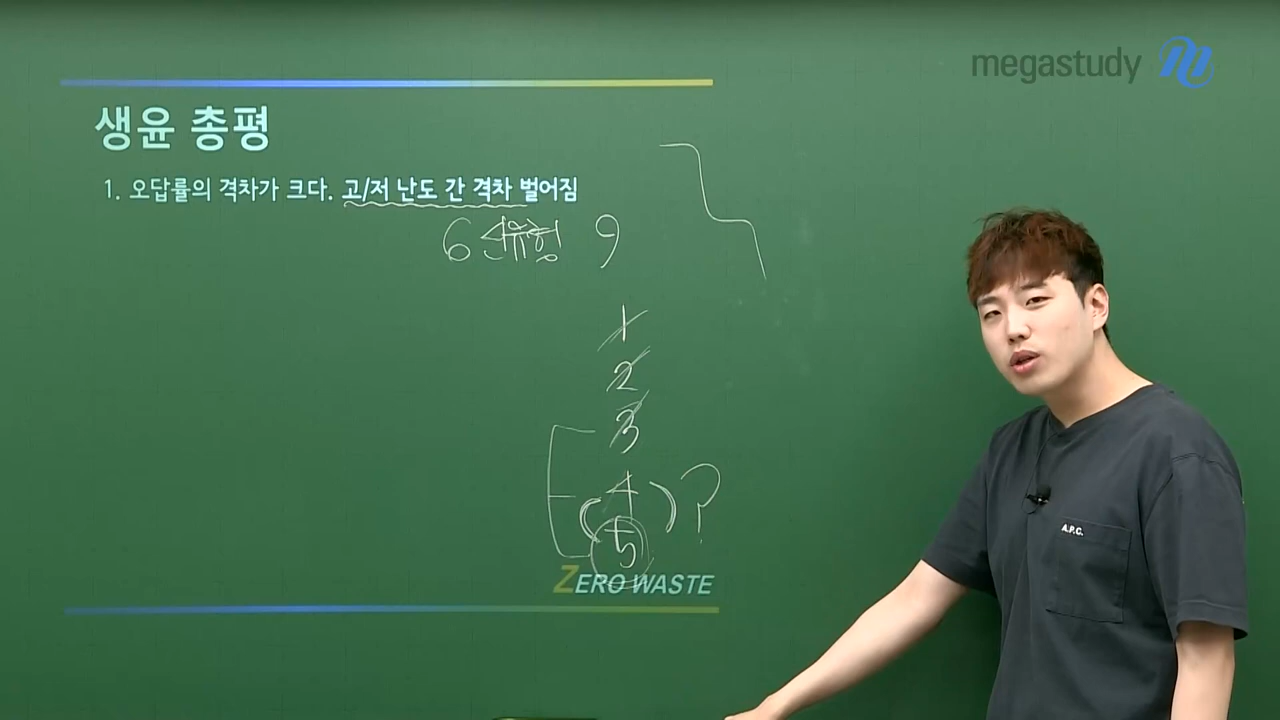 megastudy
생윤 총평
1. 오답률의 격차가 크다. 고/저 난도 간 격차 벌어짐
6 신유형 9
1
2
3
(4) ?
5
ZERO WASTE
A.P.C.